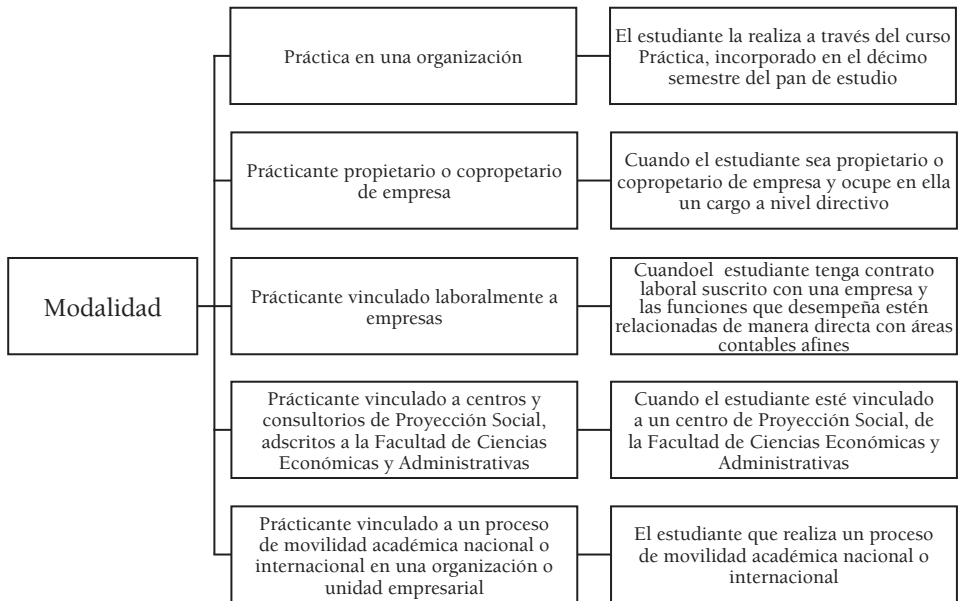 Modalidad
Práctica en una organización
El estudiante la realiza a través del curso
Práctica, incorporado en el décimo
semestre del pan de estudio
Prácticante propietario o copropetario
de empresa
Cuando el estudiante sea propietario o
copropetario de empresa y ocupe en ella
un cargo a nivel directivo
Prácticante vinculado laboralmente a
empresas
Cuandoel estudiante tenga contrato
laboral suscrito con una empresa y
las funciones que desempeña estén
relacionadas de manera directa con áreas
contables afines
Prácticante vinculado a centros y
consultorios de Proyección Social,
adscritos a la Facultad de Ciencias
Económicas y Administrativas
Cuando el estudiante esté vinculado
a un centro de Proyección Social, de
la Facultad de Ciencias Económicas y
Administrativas
Prácticante vinculado a un proceso
de movilidad académica nacional o
internacional en una organización o
unidad empresarial
El estudiante que realiza un proceso
de movilidad académica nacional o
internacional